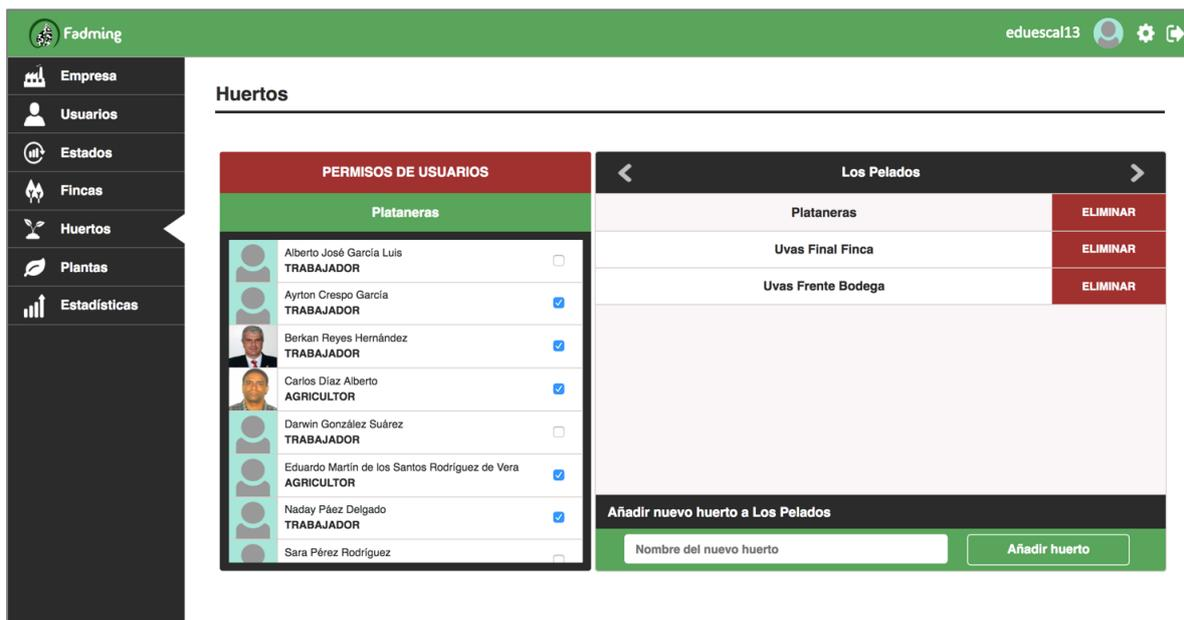 Fadming
eduescal13
Empresa
Usuarios
Estados
Fincas
Huertos
Plantas
Estadísticas
Huertos
PERMISOS DE USUARIOS
Plataneras
Alberto José García Luis
TRABAJADOR
Ayrton Crespo García
TRABAJADOR
Berkan Reyes Hernández
TRABAJADOR
Carlos Díaz Alberto
AGRICULTOR
Darwin González Suárez
TRABAJADOR
Eduardo Martín de los Santos Rodríguez de Vera
AGRICULTOR
Naday Páez Delgado
TRABAJADOR
Sara Pérez Rodríguez
Los Pelados
Plataneras ELIMINAR
Uvas Final Finca ELIMINAR
Uvas Frente Bodega ELIMINAR
Añadir nuevo huerto a Los Pelados
Nombre del nuevo huerto Añadir huerto